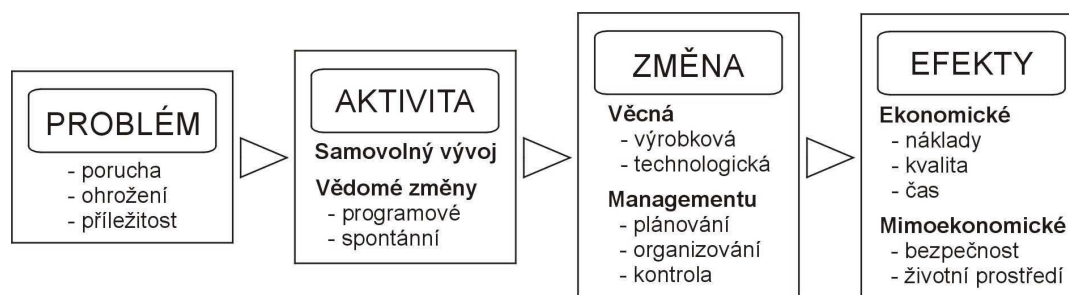 PROBLÉM
- porucha
- ohrožení
- příležitost
AKTIVITA
Samovolný vývoj
Vědomé změny
- programové
- spontánní
ZMĚNA
Věcná
- výrobková
- technologická
Managementu
- plánování
- organizování
- kontrola
EFEKTY
Ekonomické
- náklady
- kvalita
- čas
Mimoekonomické
- bezpečnost
- životní prostředí